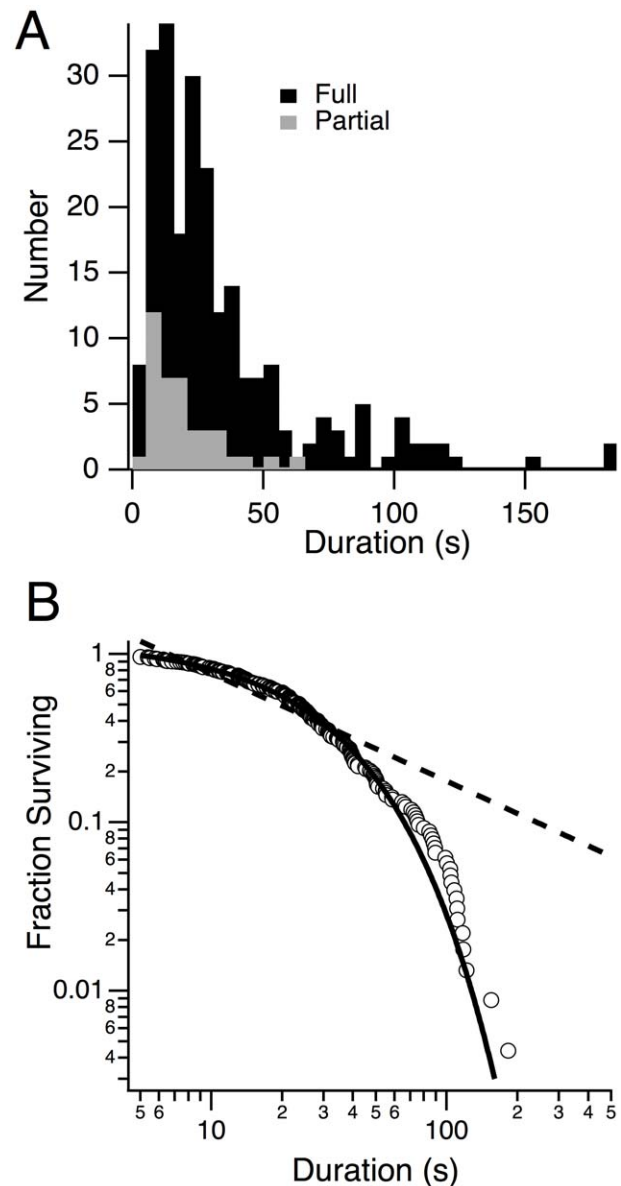 A
30
25
20
15
10
5
0
Number
Full
Partial
0 50 100 150
Duration (s)
B
1
8
6
4
2
0.1
8
6
4
2
0.01
8
6
4
Fraction Surviving
5 6 2 3 4 5 6 2 3 4 5
10 100
Duration (s)